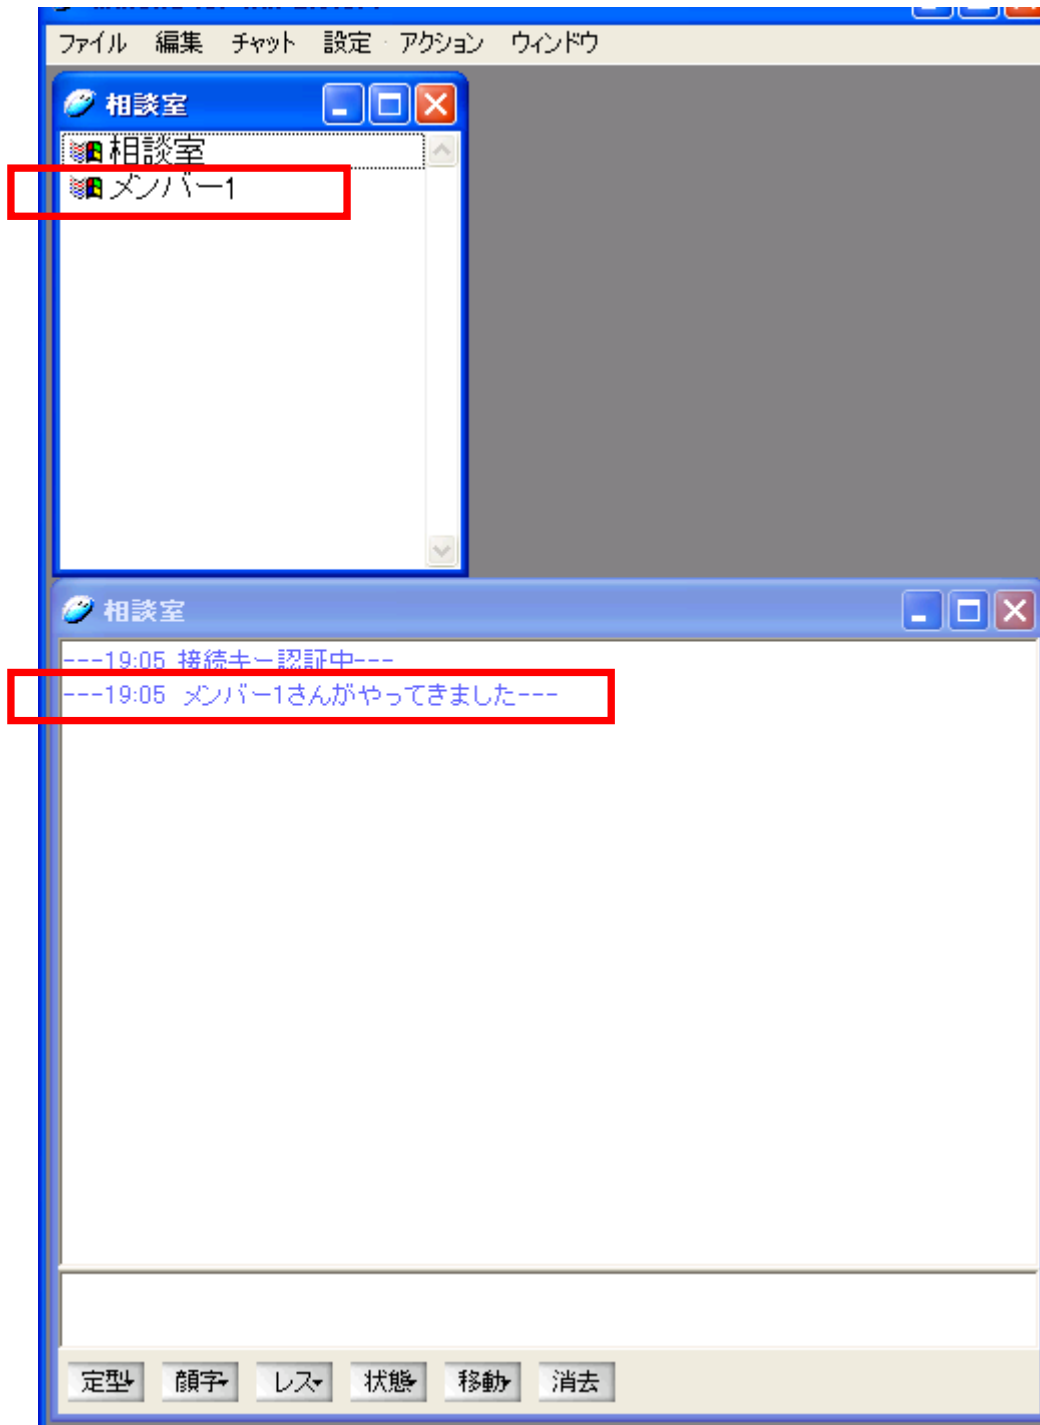 ファイル 編集 チャット 設定 アクション ウィンドウ
相談室
相談室
メンバー1
相談室
---19:05 接続キー認証中---
---19:05 メンバー1さんがやってきました---
定型 顔字 レス 状態 移動 消去